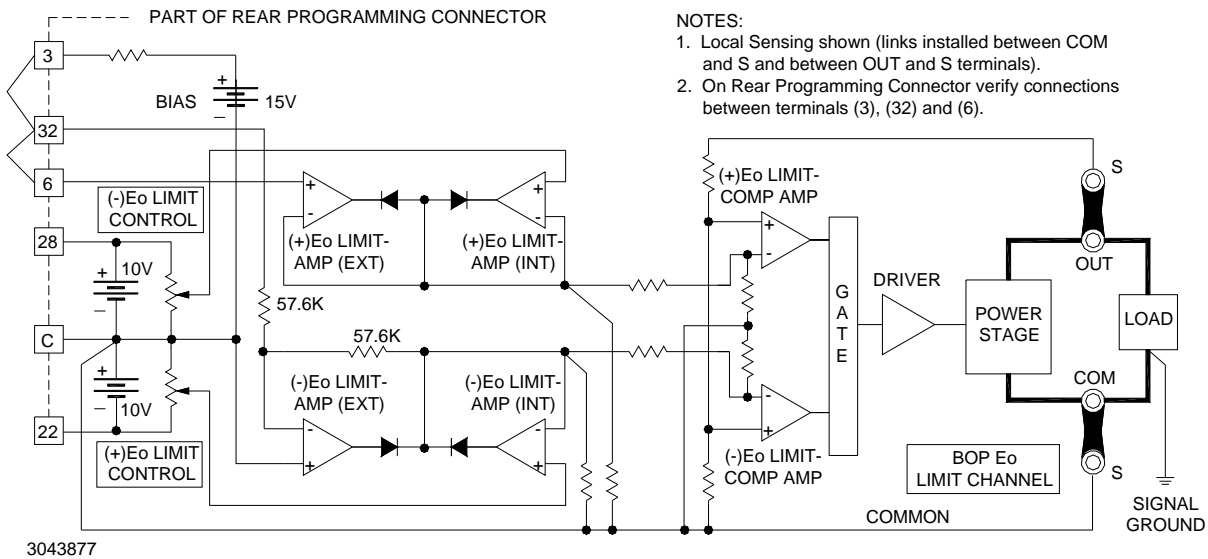 PART OF REAR PROGRAMMING CONNECTOR
NOTES:
1. Local Sensing shown (links installed between COM
and S and between OUT and S terminals).
2. On Rear Programming Connector verify connections
between terminals (3), (32) and (6).
3
+
BIAS
15V
–
32
6
(-)Eo LIMIT
CONTROL
28
+
10V
–
C
+
–
10V
22
(+)Eo LIMIT
CONTROL
+
-
(+)Eo LIMIT-
AMP (EXT)
+
-
(+)Eo LIMIT-
AMP (INT)
57.6K
57.6K
(-)Eo LIMIT-
AMP (EXT)
-
+
(-)Eo LIMIT-
AMP (INT)
-
+
(+)Eo LIMIT-
COMP AMP
+
-
-
+
(-)Eo LIMIT-
COMP AMP
GATE
DRIVER
POWER
STAGE
S
OUT
LOAD
COM
S
BOP Eo
LIMIT CHANNEL
SIGNAL
GROUND
COMMON
3043877